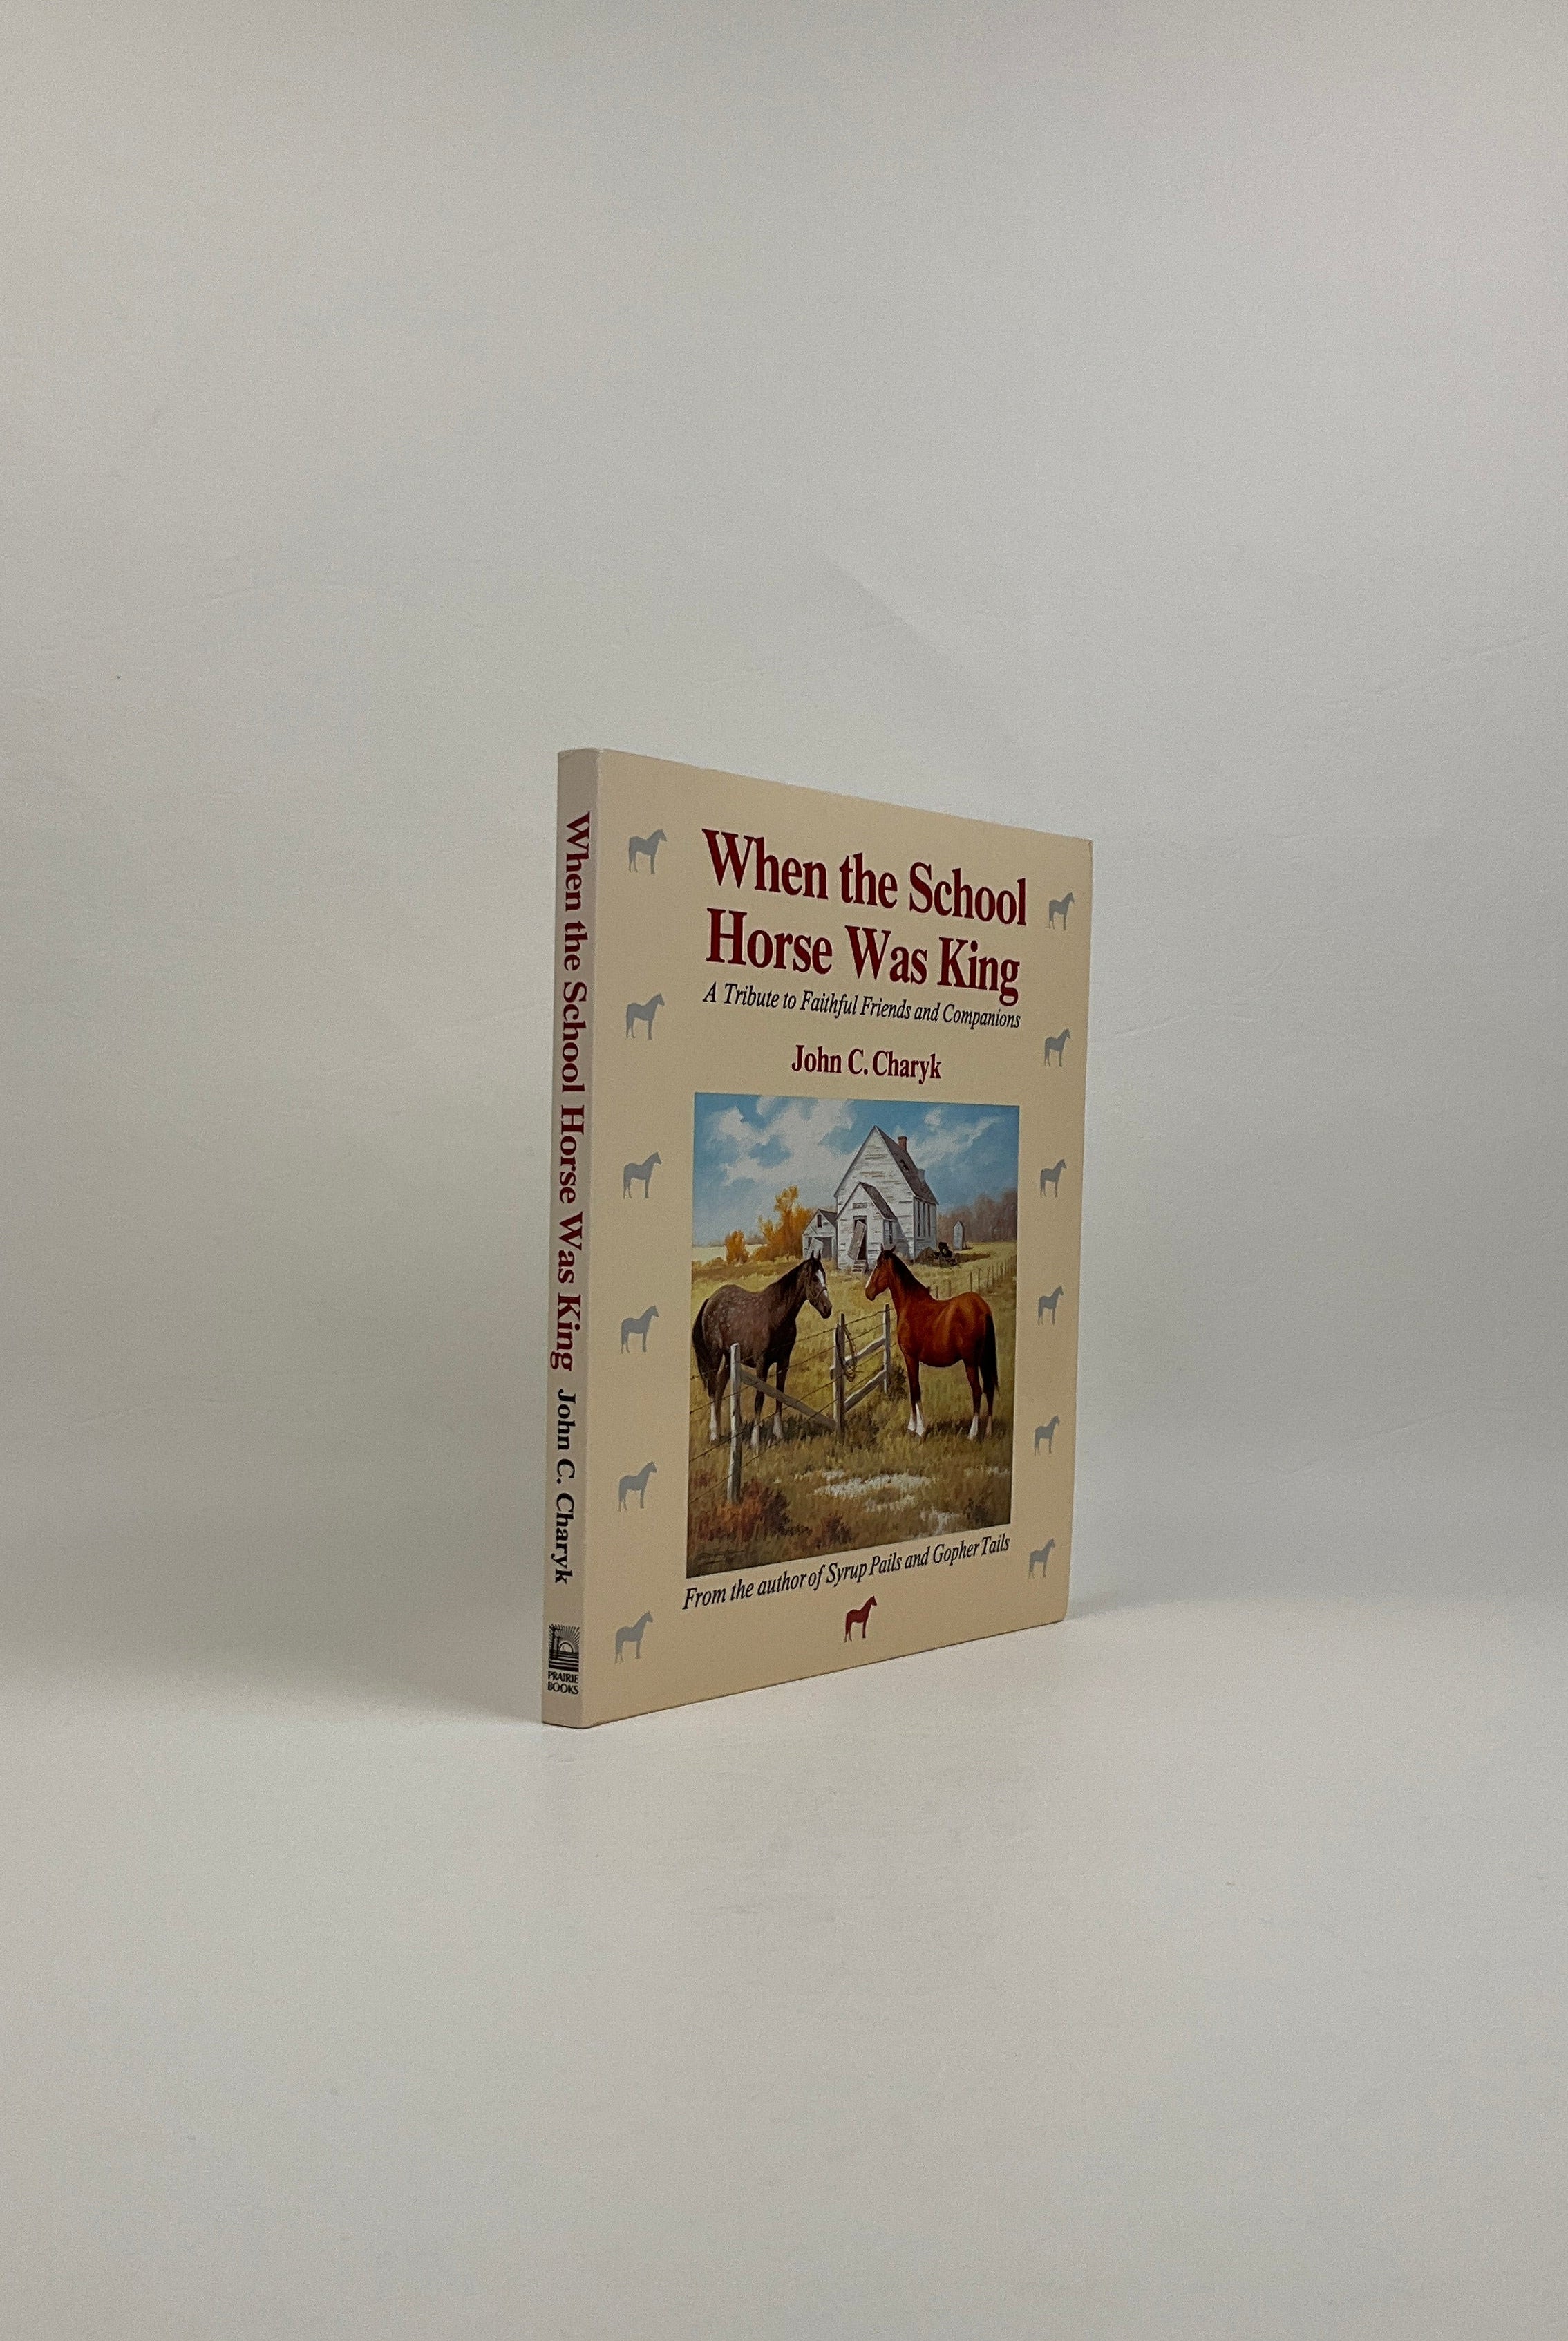 When the School Horse Was King John C. Charyk
PRAIRIE
BOOKS
When the School
Horse Was King
A Tribute to Faithful Friends and Companions
John C. Charyk
From the author of Syrup Pails and Gopher Tails